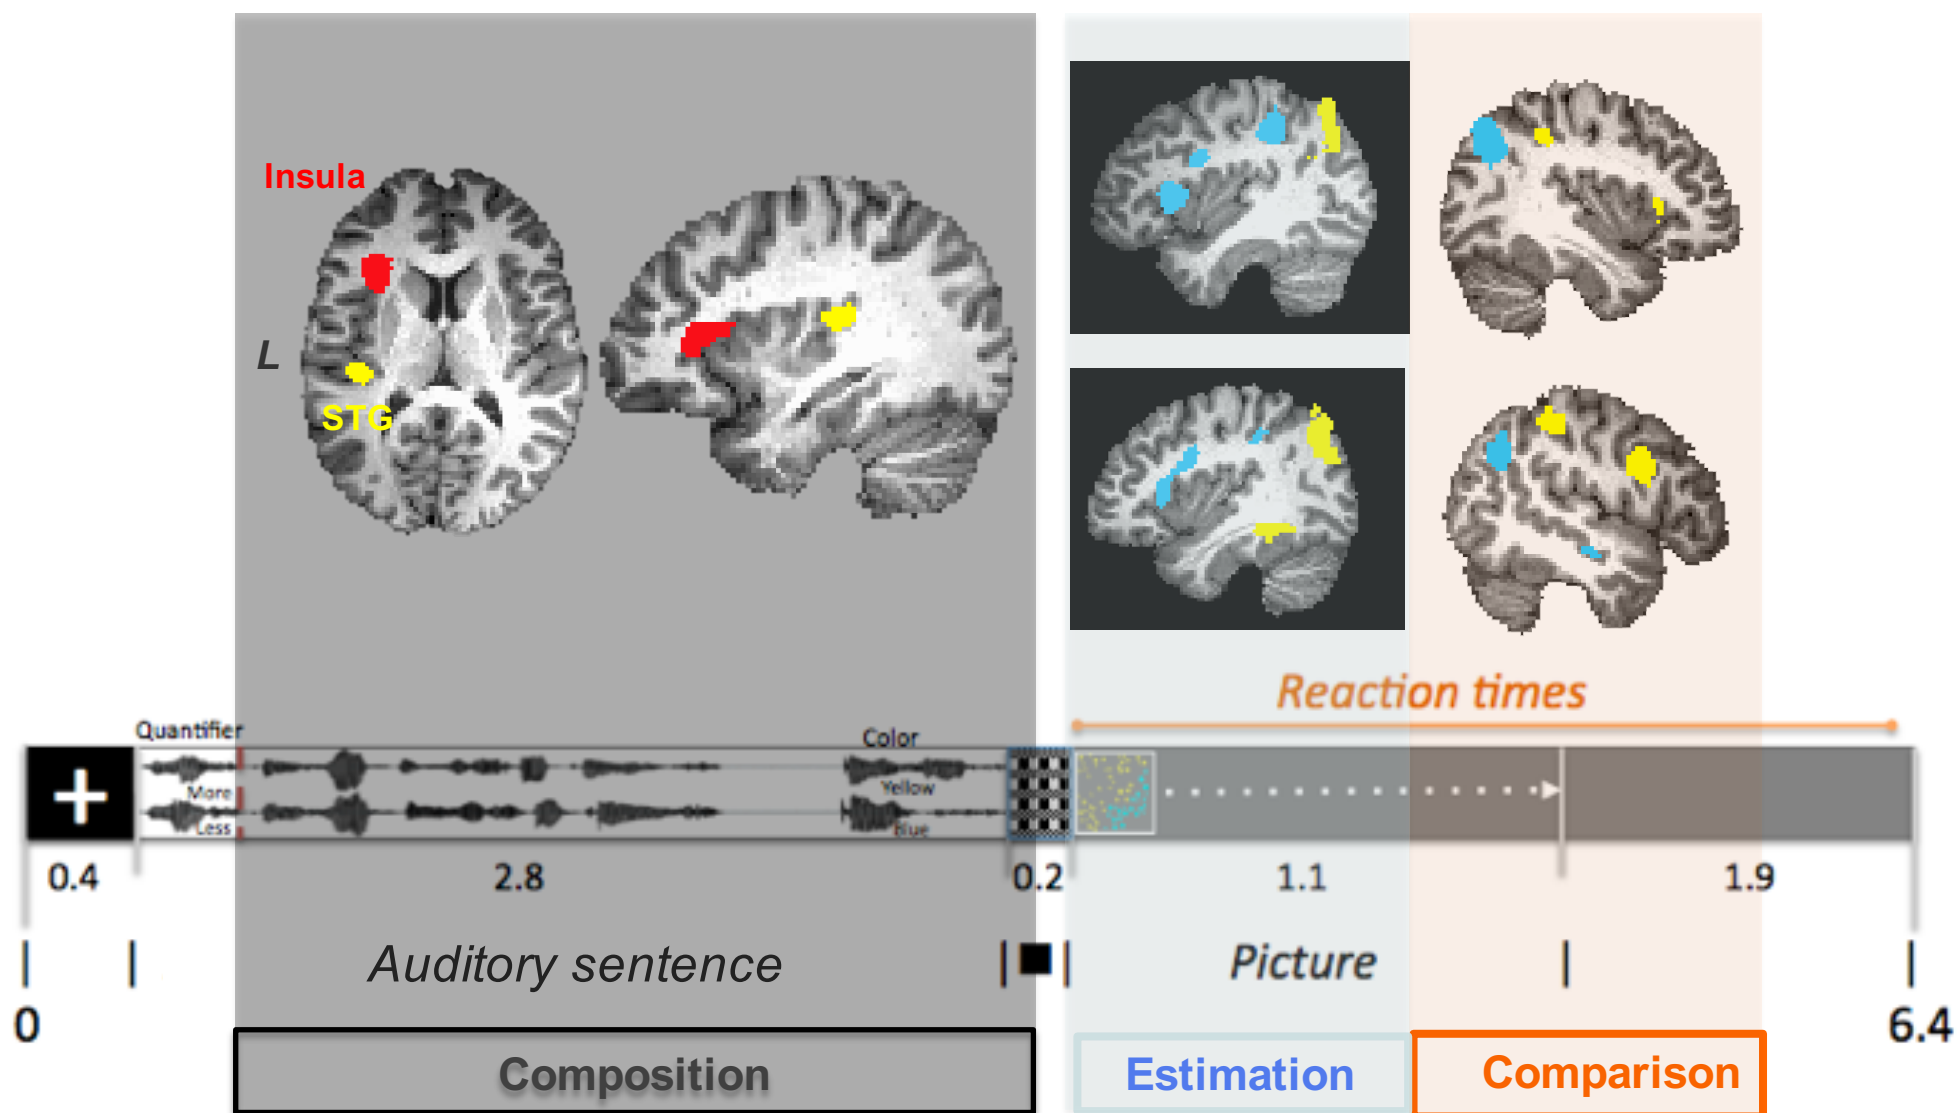 Insula
L
STG
Reaction times
Quantifier
Color
More
Yellow
Less
Blue
0.4
2.8
0.2
1.1
1.9
Auditory sentence
Picture
0
6.4
Composition
Estimation
Comparison